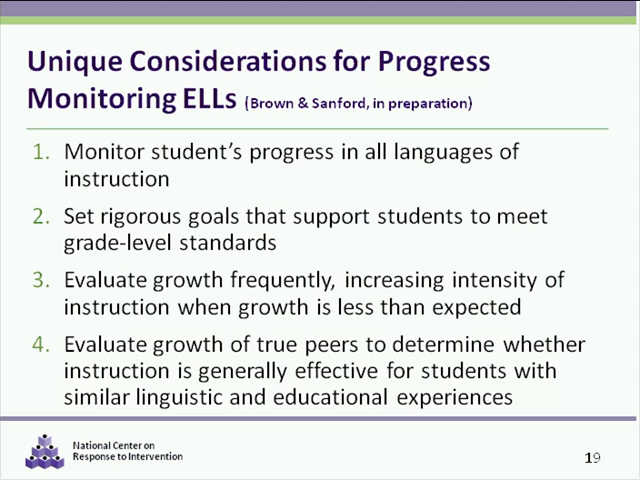 Unique Considerations for Progress
Monitoring ELLs (Brown & Sanford, in preparation)
1. Monitor student’s progress in all languages of
instruction
2. Set rigorous goals that support students to meet
grade-level standards
3. Evaluate growth frequently, increasing intensity of
instruction when growth is less than expected
4. Evaluate growth of true peers to determine whether
instruction is generally effective for students with
similar linguistic and educational experiences
National Center on
Response to Intervention
19